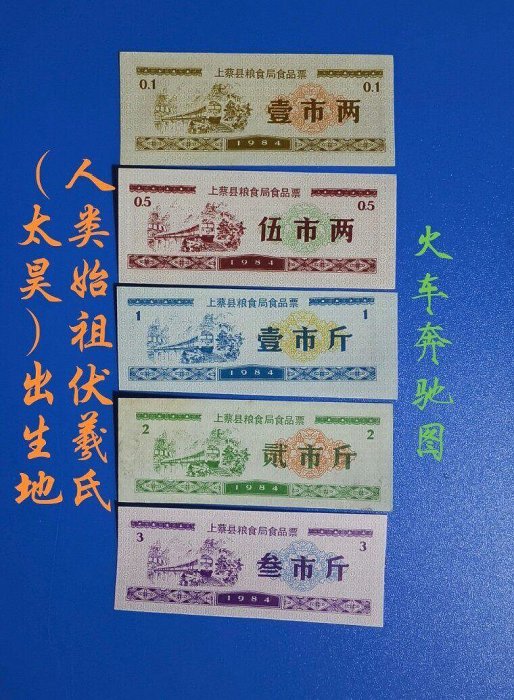 上蔡县粮食局食品票
0.1
0.1
壹市两
1984
上蔡县粮食局食品票
0.5
0.5
伍市两
1984
上蔡县粮食局食品票
1
1
壹市斤
1984
上蔡县粮食局食品票
2
2
贰市斤
1984
上蔡县粮食局食品票
3
3
叁市斤
1984
人类始祖伏羲氏
（太昊）出生地
火车奔驰图